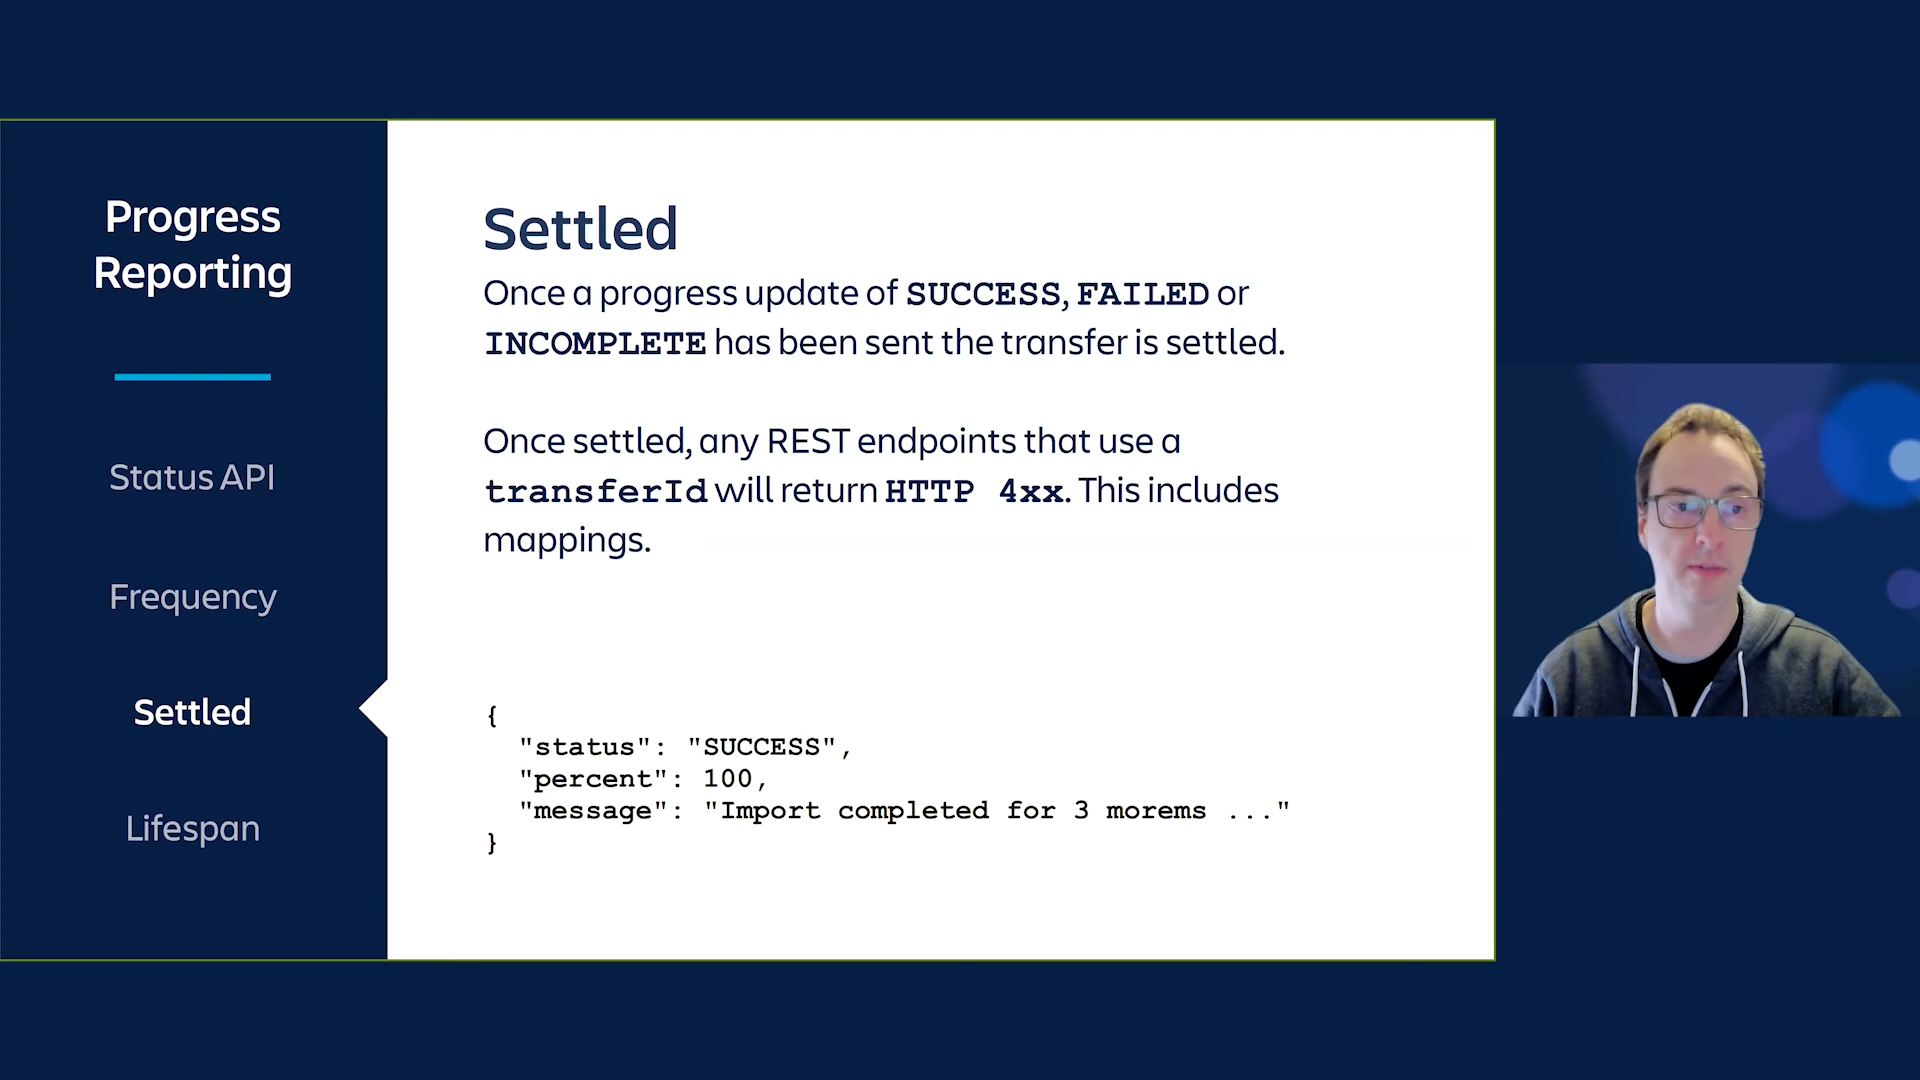 Progress
Reporting
Status API
Frequency
Settled
Lifespan
Settled
Once a progress update of SUCCESS, FAILED or
INCOMPLETE has been sent the transfer is settled.
Once settled, any REST endpoints that use a
transferId will return HTTP 4xx. This includes
mappings.
{
"status": "SUCCESS",
"percent": 100,
"message": "Import completed for 3 morems ..."
}